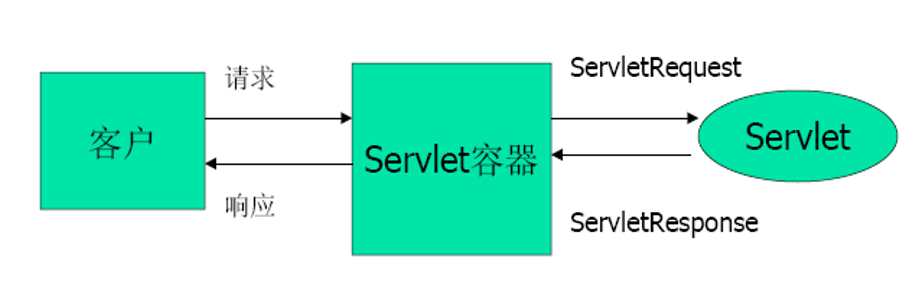 请求
ServletRequest
客户
Servlet容器
Servlet
响应
ServletResponse